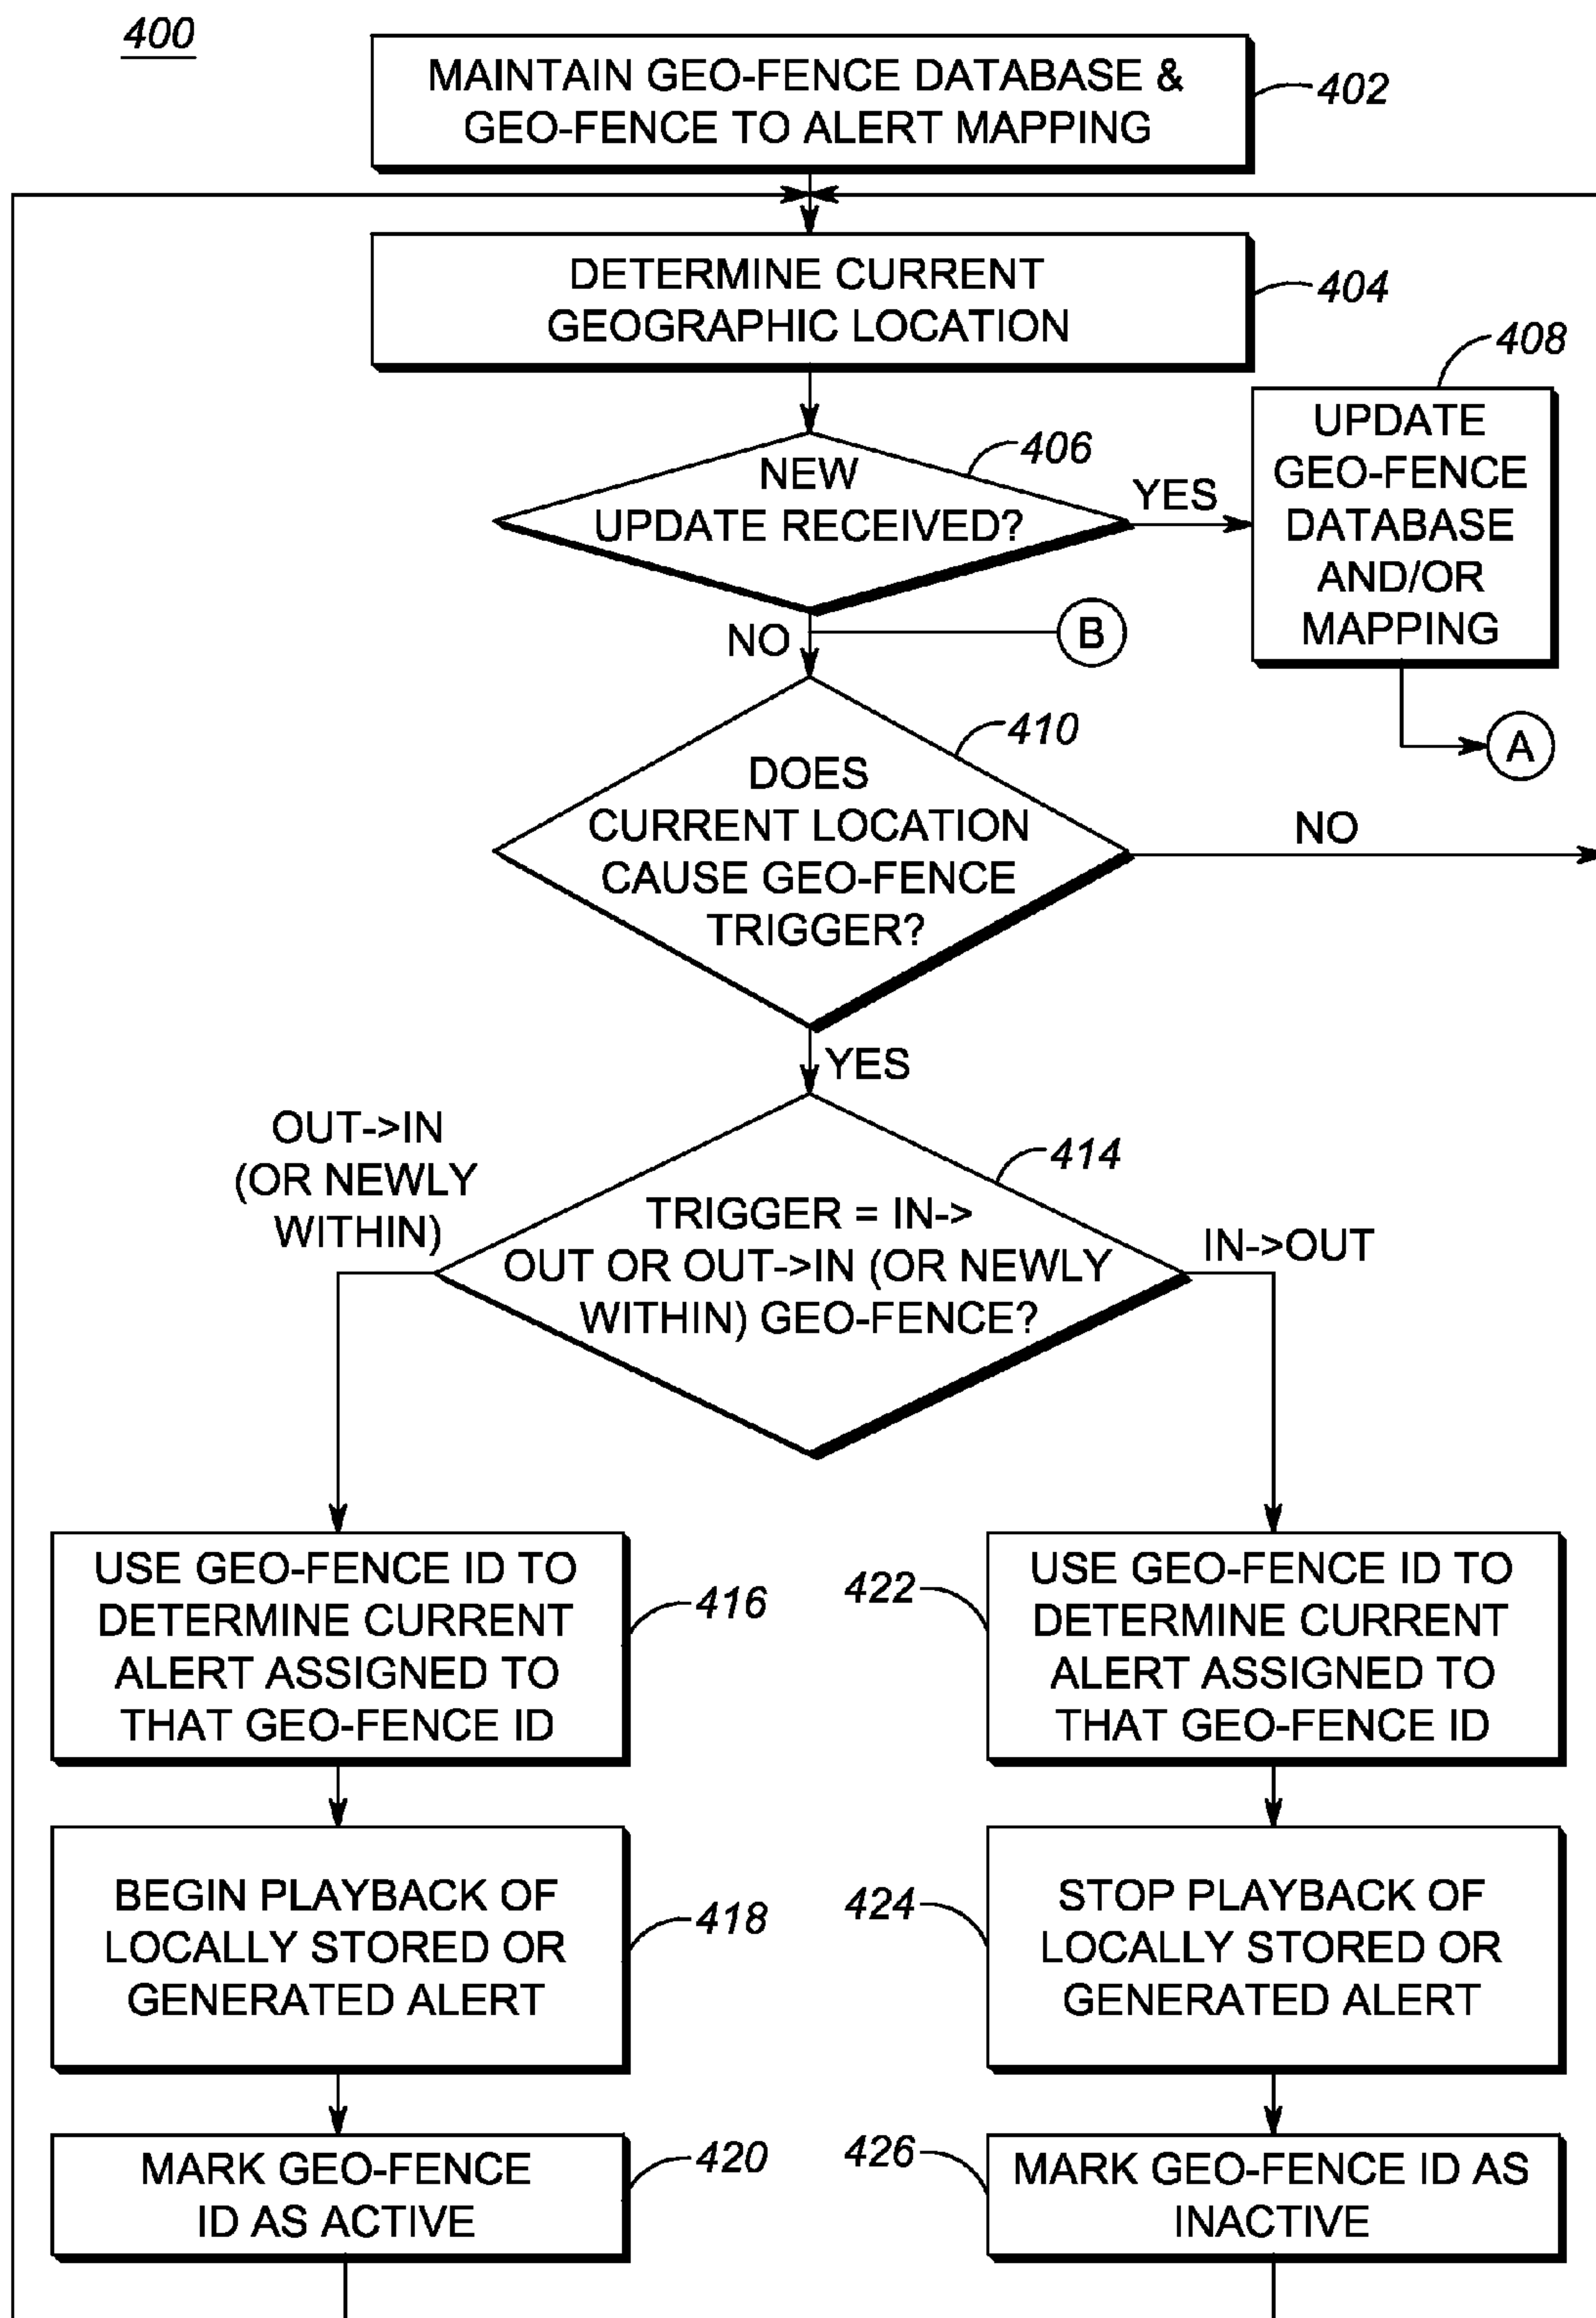 400
MAINTAIN GEO-FENCE DATABASE &
GEO-FENCE TO ALERT MAPPING
402
DETERMINE CURRENT
GEOGRAPHIC LOCATION
404
408
UPDATE
GEO-FENCE
DATABASE
AND/OR
MAPPING
406
NEW
UPDATE RECEIVED?
YES
NO
B
A
410
DOES
CURRENT LOCATION
CAUSE GEO-FENCE
TRIGGER?
NO
YES
OUT->IN
(OR NEWLY
WITHIN)
414
TRIGGER = IN->
OUT OR OUT->IN (OR NEWLY
WITHIN) GEO-FENCE?
IN->OUT
USE GEO-FENCE ID TO
DETERMINE CURRENT
ALERT ASSIGNED TO
THAT GEO-FENCE ID
416
422
USE GEO-FENCE ID TO
DETERMINE CURRENT
ALERT ASSIGNED TO
THAT GEO-FENCE ID
BEGIN PLAYBACK OF
LOCALLY STORED OR
GENERATED ALERT
418
424
STOP PLAYBACK OF
LOCALLY STORED OR
GENERATED ALERT
MARK GEO-FENCE
ID AS ACTIVE
420
426
MARK GEO-FENCE ID AS
INACTIVE